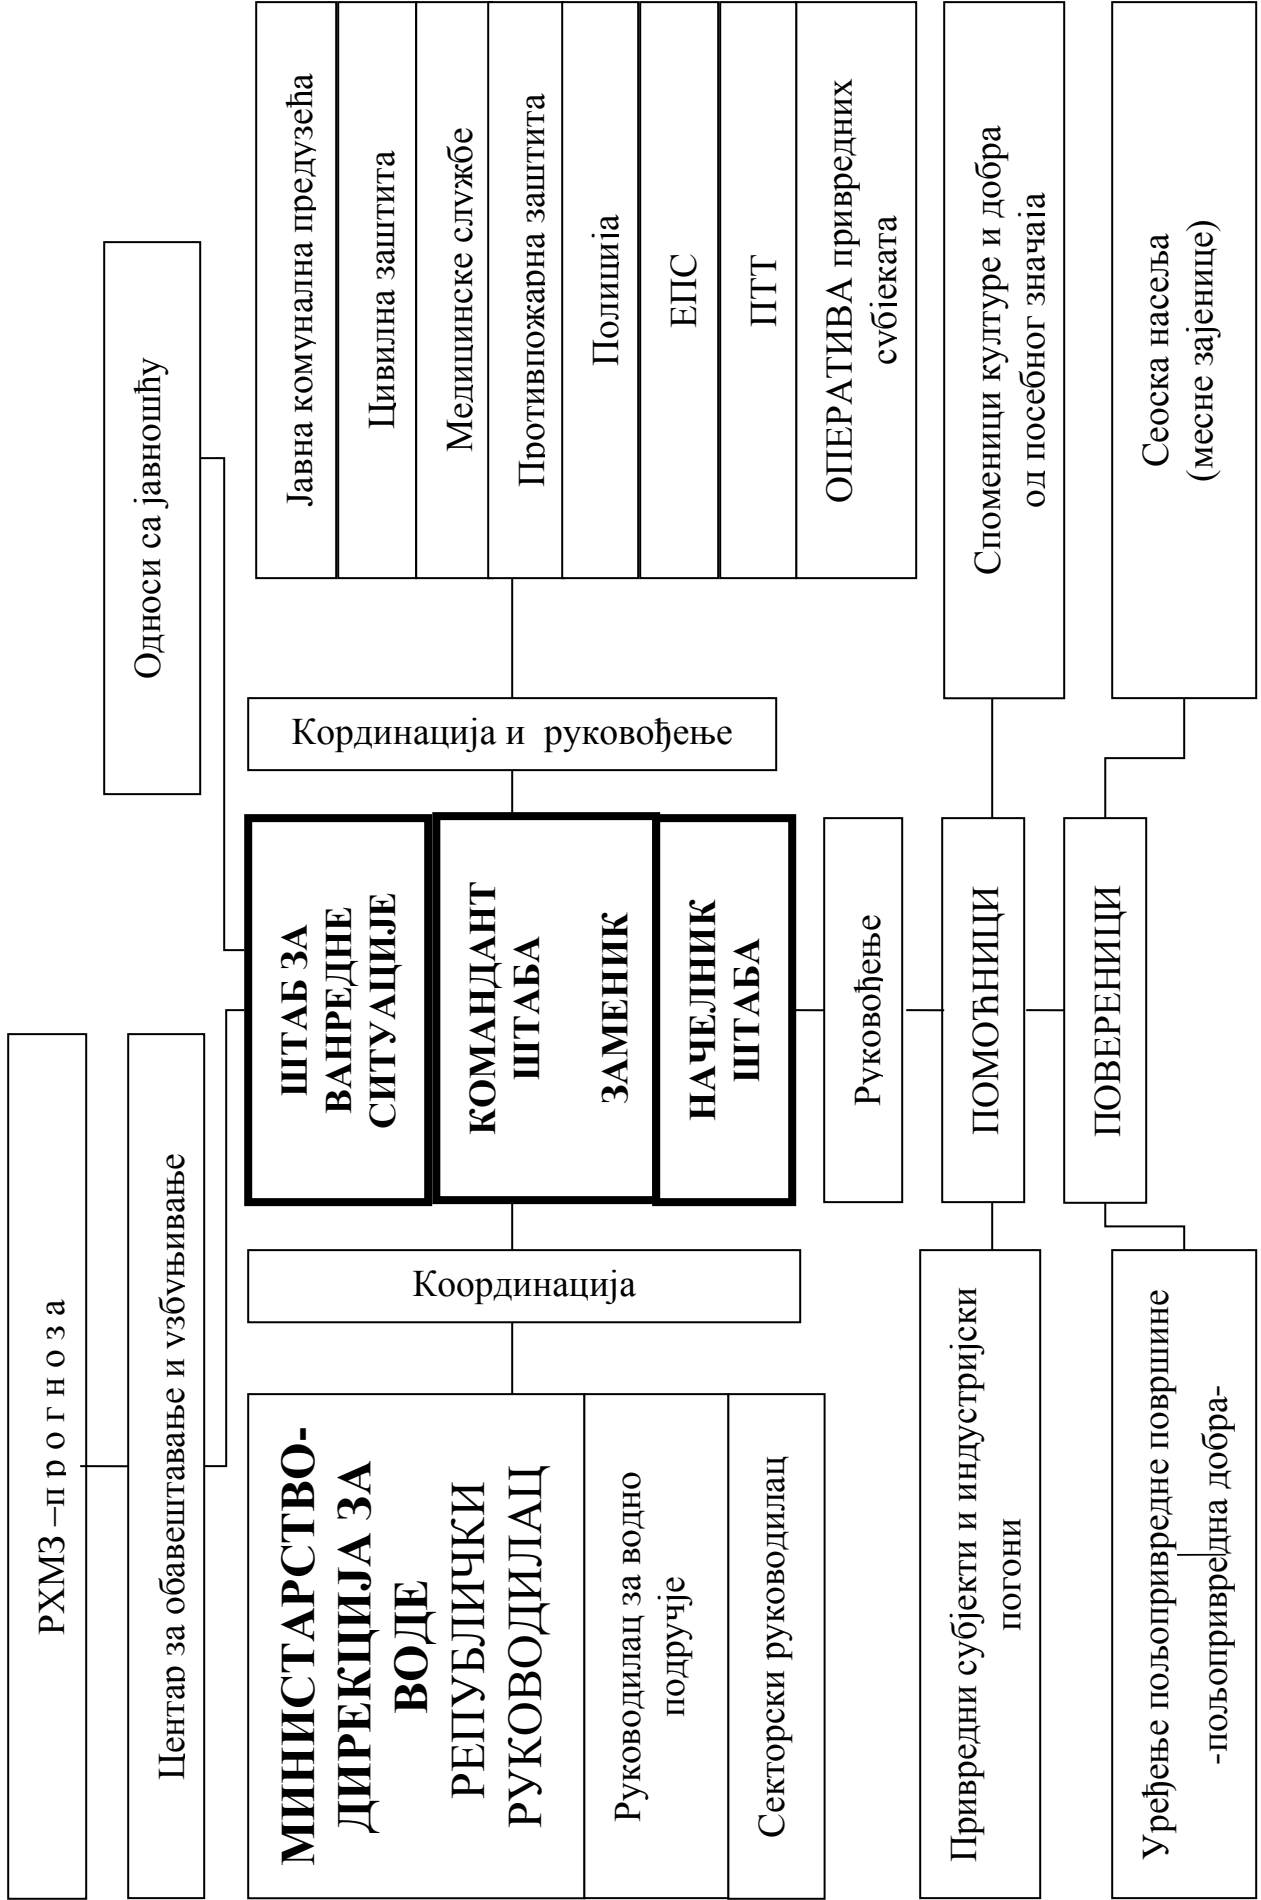 РХМЗ –п р о г н о з а
Центар за обавештавање и узбуњивање
Односи са јавношћу
МИНИСТАРСТВО-
ДИРЕКЦИЈА ЗА
ВОДЕ
РЕПУБЛИЧКИ
РУКОВОДИЛАЦ
Руководилац за водно
подручје
Секторски руководилац
Координација
ШТАБ ЗА
ВАНРЕДНЕ
СИТУАЦИЈЕ
КОМАНДАНТ
ШТАБА
ЗАМЕНИК
НАЧЕЛНИК
ШТАБА
Кординација и руковођење
Јавна комунална предузећа
Цивилна заштита
Медицинске службе
Противпожарна заштита
Полиција
ЕПС
ПТТ
ОПЕРАТИВА привредних
субјеката
Руковођење
Привредни субјекти и индустријски
погони
ПОМОЋНИЦИ
Споменици културе и добра
од посебног значаја
Уређење пољопривредне површине
-пољопривредна добра-
ПОВЕРЕНИЦИ
Сеоска насеља
(месне зајенице)